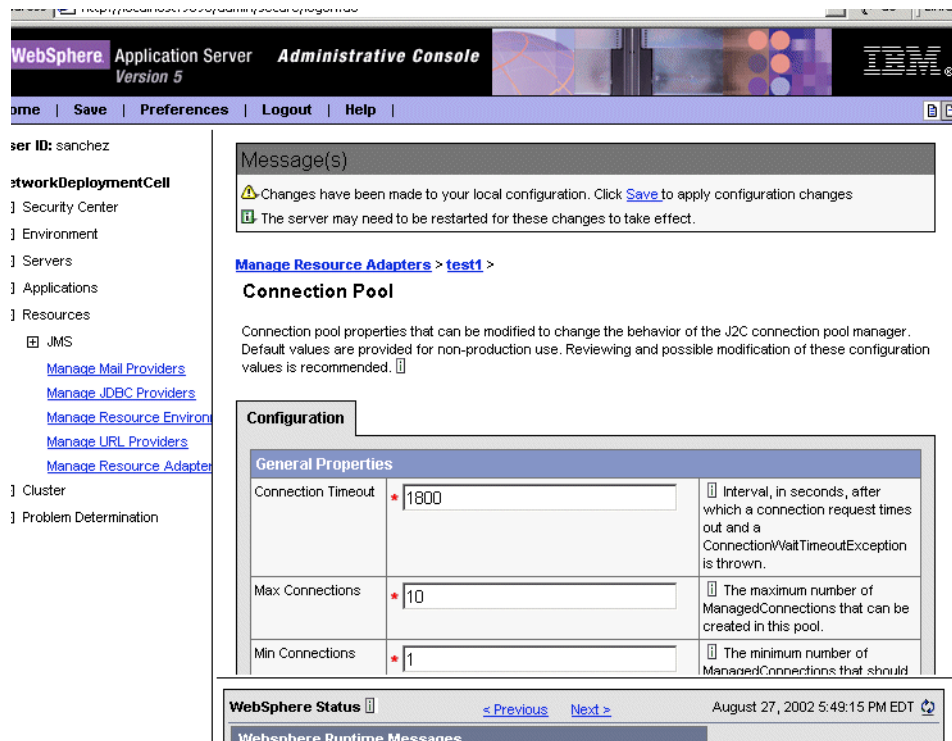 WebSphere. Application Server Administrative Console
Version 5
IBM
ome | Save | Preferences | Logout | Help |
ser ID: sanchez
etworkDeploymentCell
Security Center
Environment
Servers
Applications
Resources
JMS
Manage Mail Providers
Manage JDBC Providers
Manage Resource Environ
Manage URL Providers
Manage Resource Adapter
Cluster
Problem Determination
Message(s)
Changes have been made to your local configuration. Click Save to apply configuration changes
The server may need to be restarted for these changes to take effect.
Manage Resource Adapters > test1 >
Connection Pool
Connection pool properties that can be modified to change the behavior of the J2C connection pool manager.
Default values are provided for non-production use. Reviewing and possible modification of these configuration
values is recommended.
Configuration
General Properties
Connection Timeout
* 1800
Interval, in seconds, after
which a connection request times
out and a
ConnectionWaitTimeoutException
is thrown.
Max Connections
* 10
The maximum number of
ManagedConnections that can be
created in this pool.
Min Connections
* 1
The minimum number of
ManagedConnections that should
WebSphere Status < Previous Next > August 27, 2002 5:49:15 PM EDT
Websphere Runtime Messages